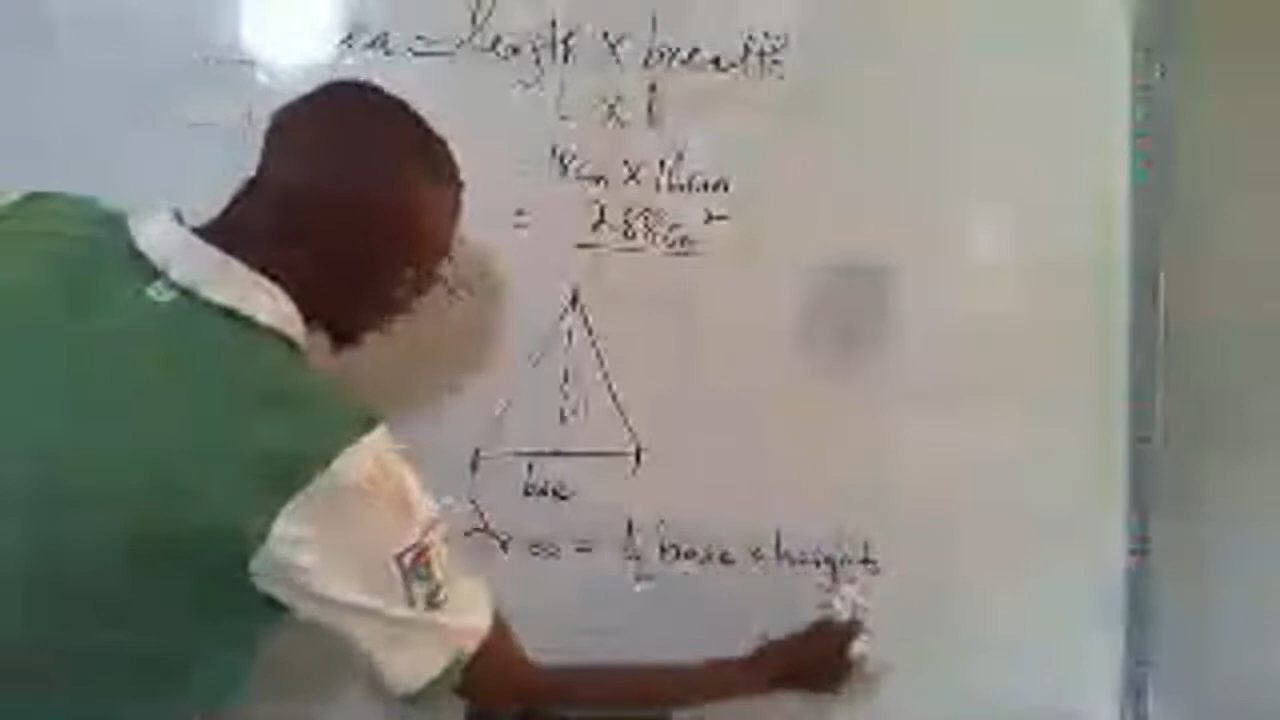 = length x breadth
L x b
= 18cm x 16cm
= 288cm²
base
Area = 1/2 base x height